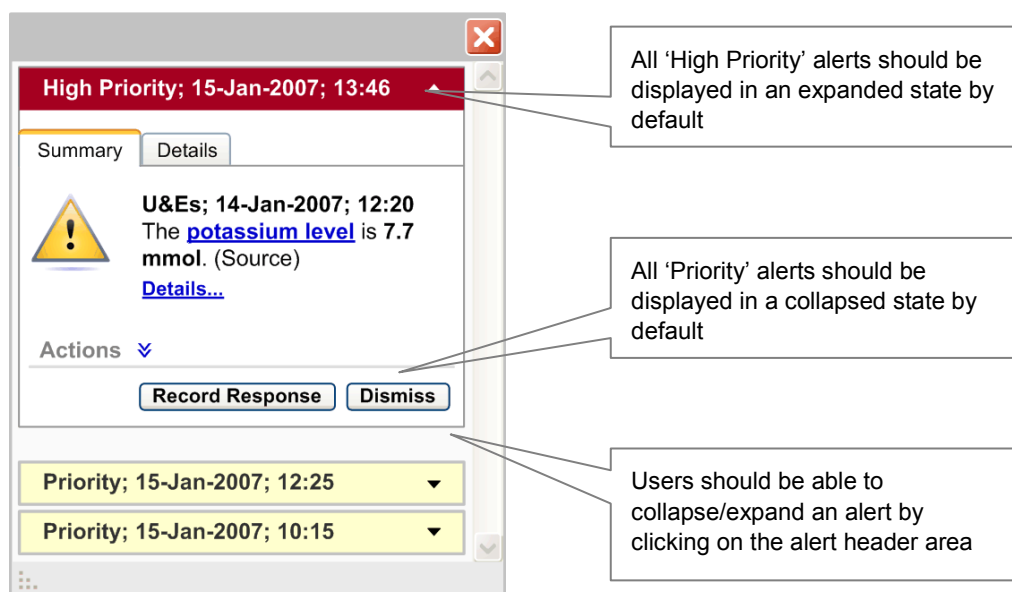 High Priority; 15-Jan-2007; 13:46
Summary
Details
U&Es; 14-Jan-2007; 12:20
The potassium level is 7.7
mmol. (Source)
Details...
Actions
Record Response
Dismiss
Priority; 15-Jan-2007; 12:25
Priority; 15-Jan-2007; 10:15
All ‘High Priority’ alerts should be
displayed in an expanded state by
default
All ‘Priority’ alerts should be
displayed in a collapsed state by
default
Users should be able to
collapse/expand an alert by
clicking on the alert header area